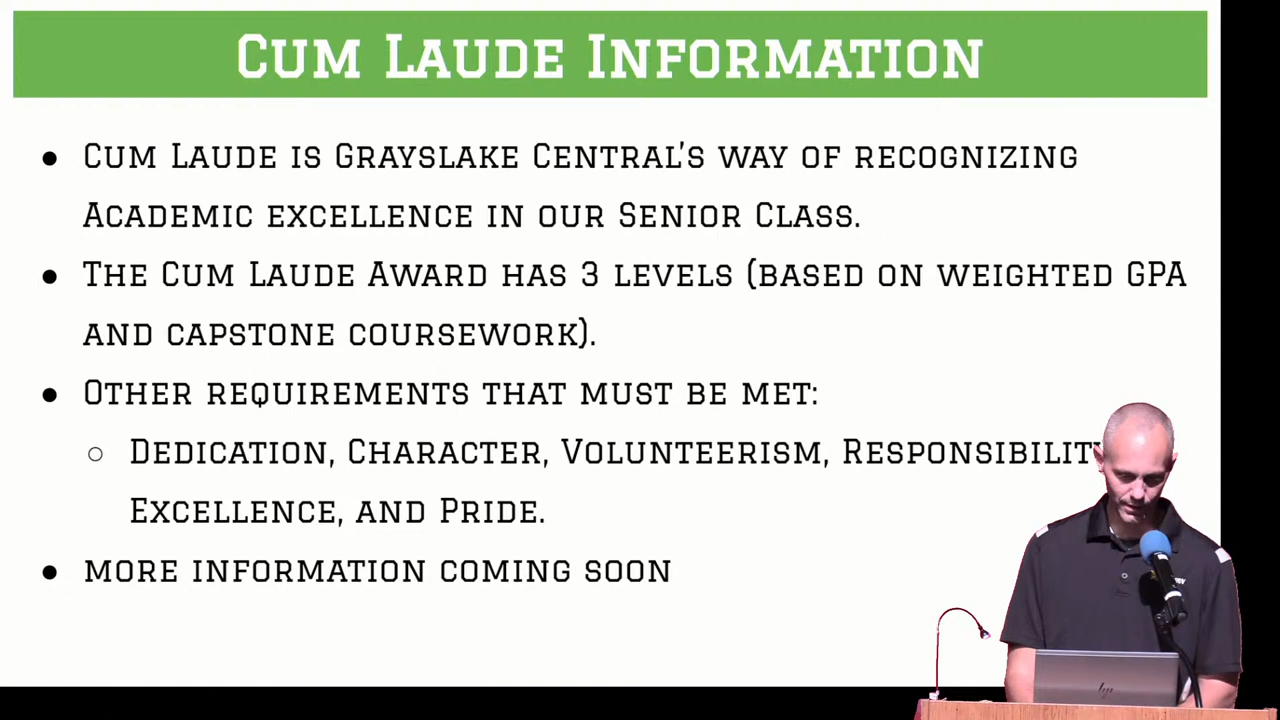 Cum Laude Information
● Cum Laude is Grayslake Central's way of recognizing
Academic excellence in our Senior Class.
● The Cum Laude Award has 3 levels (based on weighted GPA
and capstone coursework).
● Other requirements that must be met:
○ Dedication, Character, Volunteerism, Responsibility
Excellence, and Pride.
● more information coming soon
hp